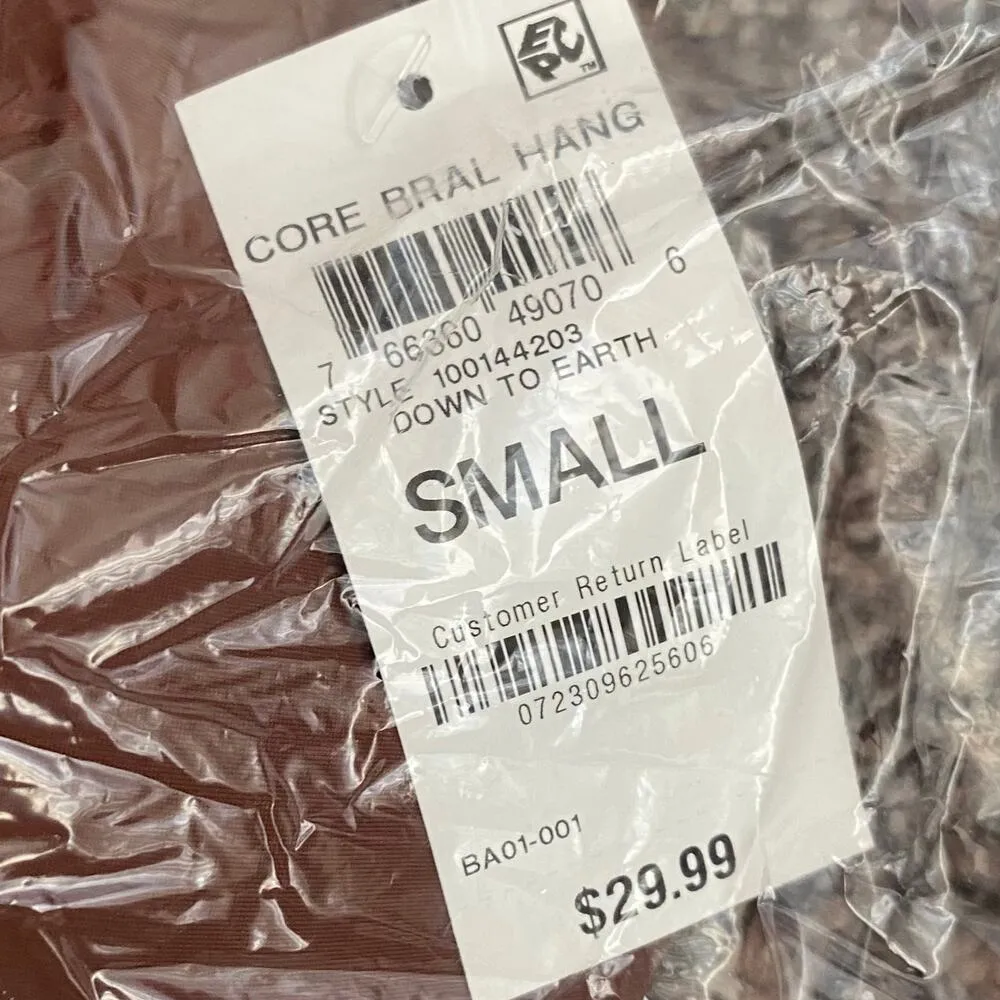 EPC
TM
CORE BRAL HANG
7 66360 49070 6
STYLE 100144203
DOWN TO EARTH
SMALL
Customer Return Label
072309625606
BA01-001
$29.99